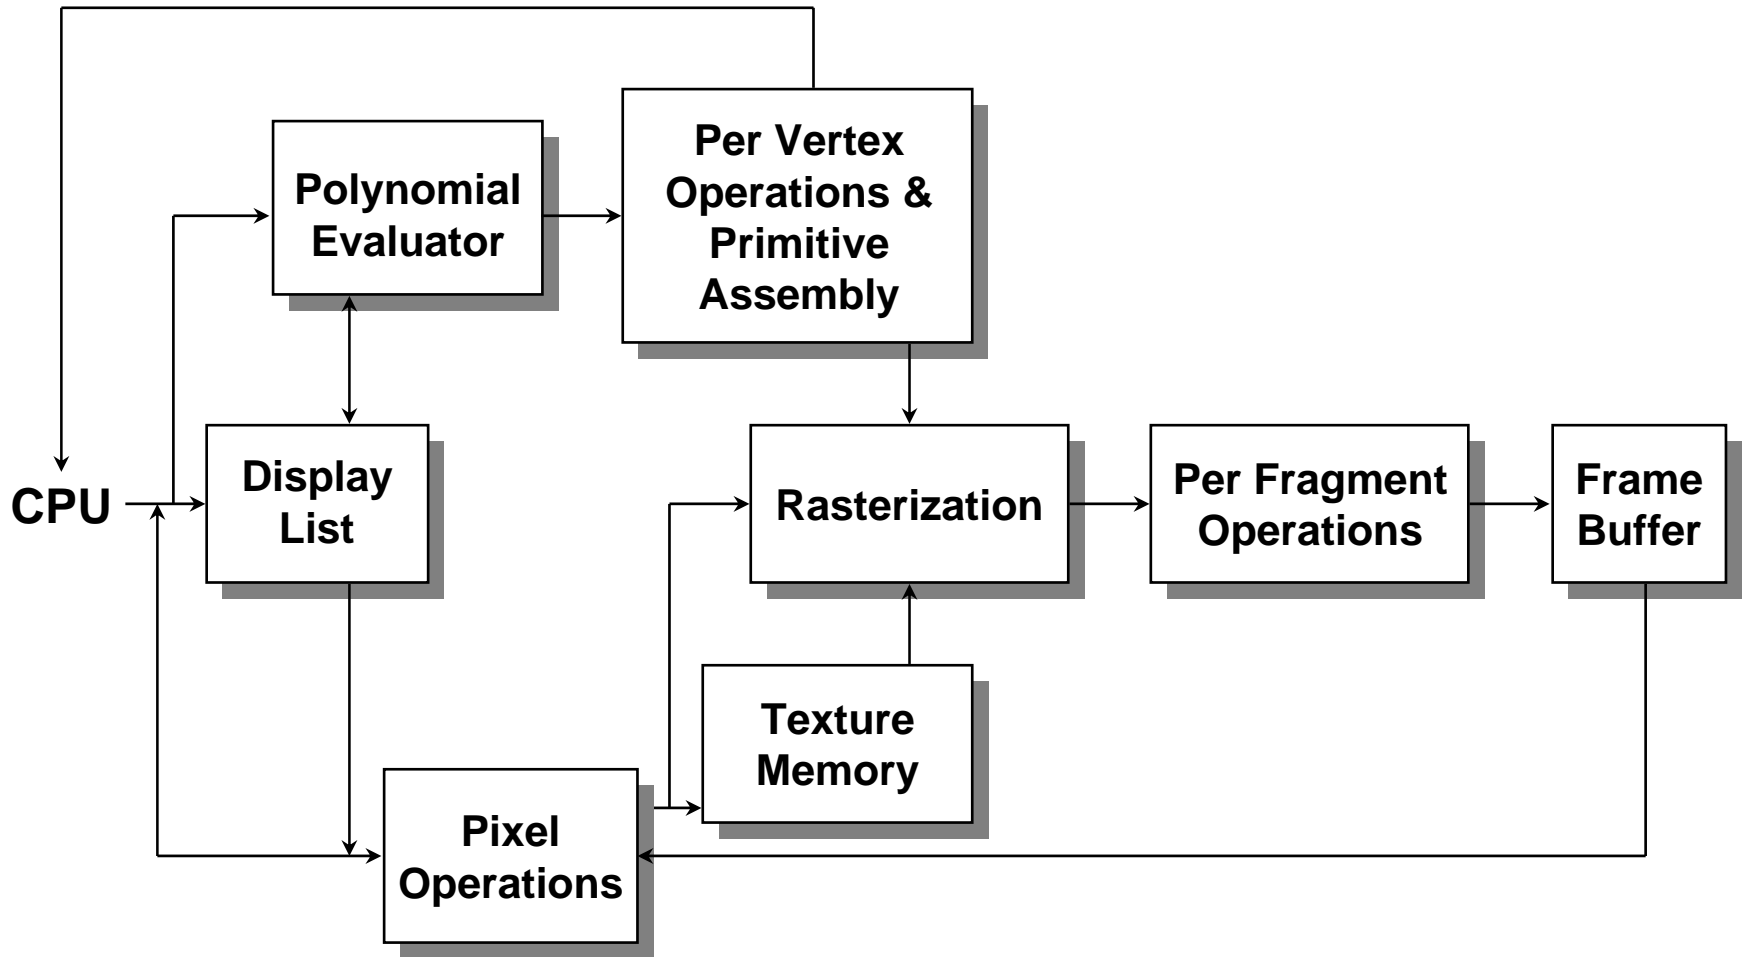 Per Vertex
Operations &
Primitive
Assembly
Polynomial
Evaluator
CPU
Display
List
Rasterization
Per Fragment
Operations
Frame
Buffer
Texture
Memory
Pixel
Operations